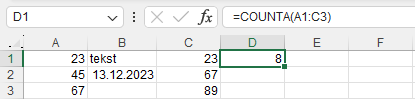 D1 fx =COUNTA(A1:C3)
A B C D E F
1 23 tekst 23 8
2 45 13.12.2023 67
3 67 89